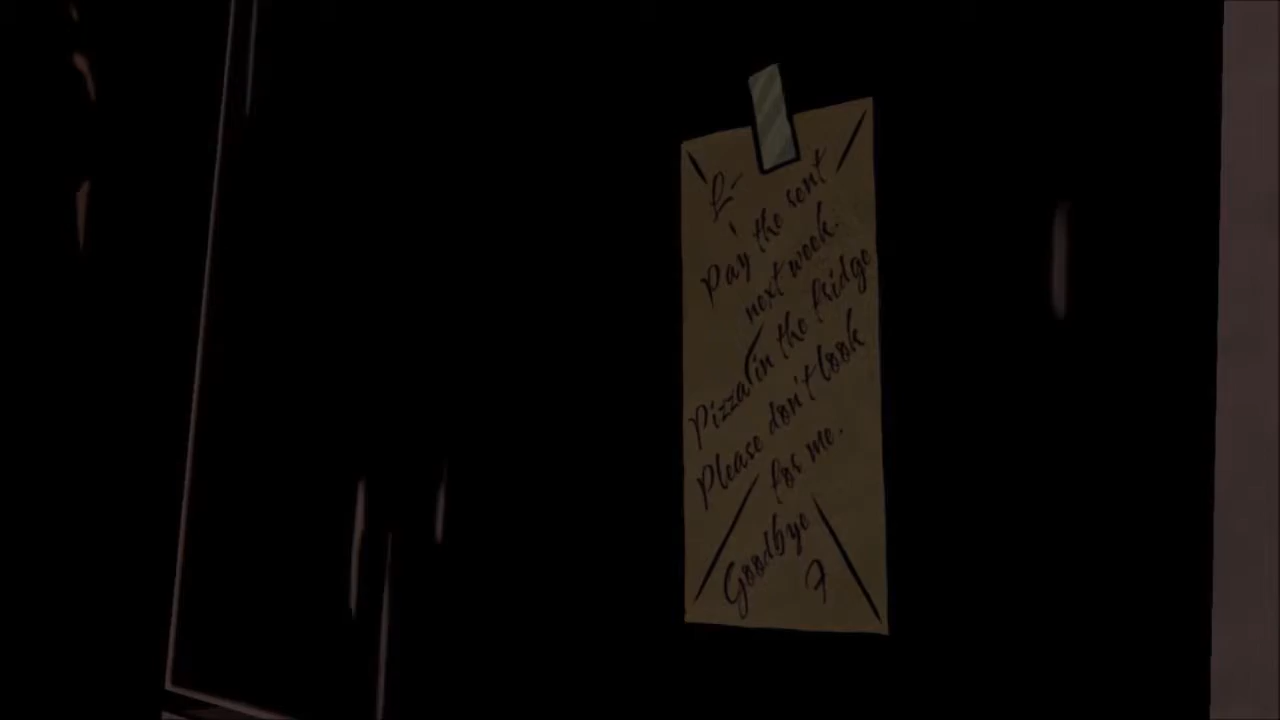 E-
Pay the rent
next week.
Pizza in the fridge
Please don't look
for me.
Goodbye
F